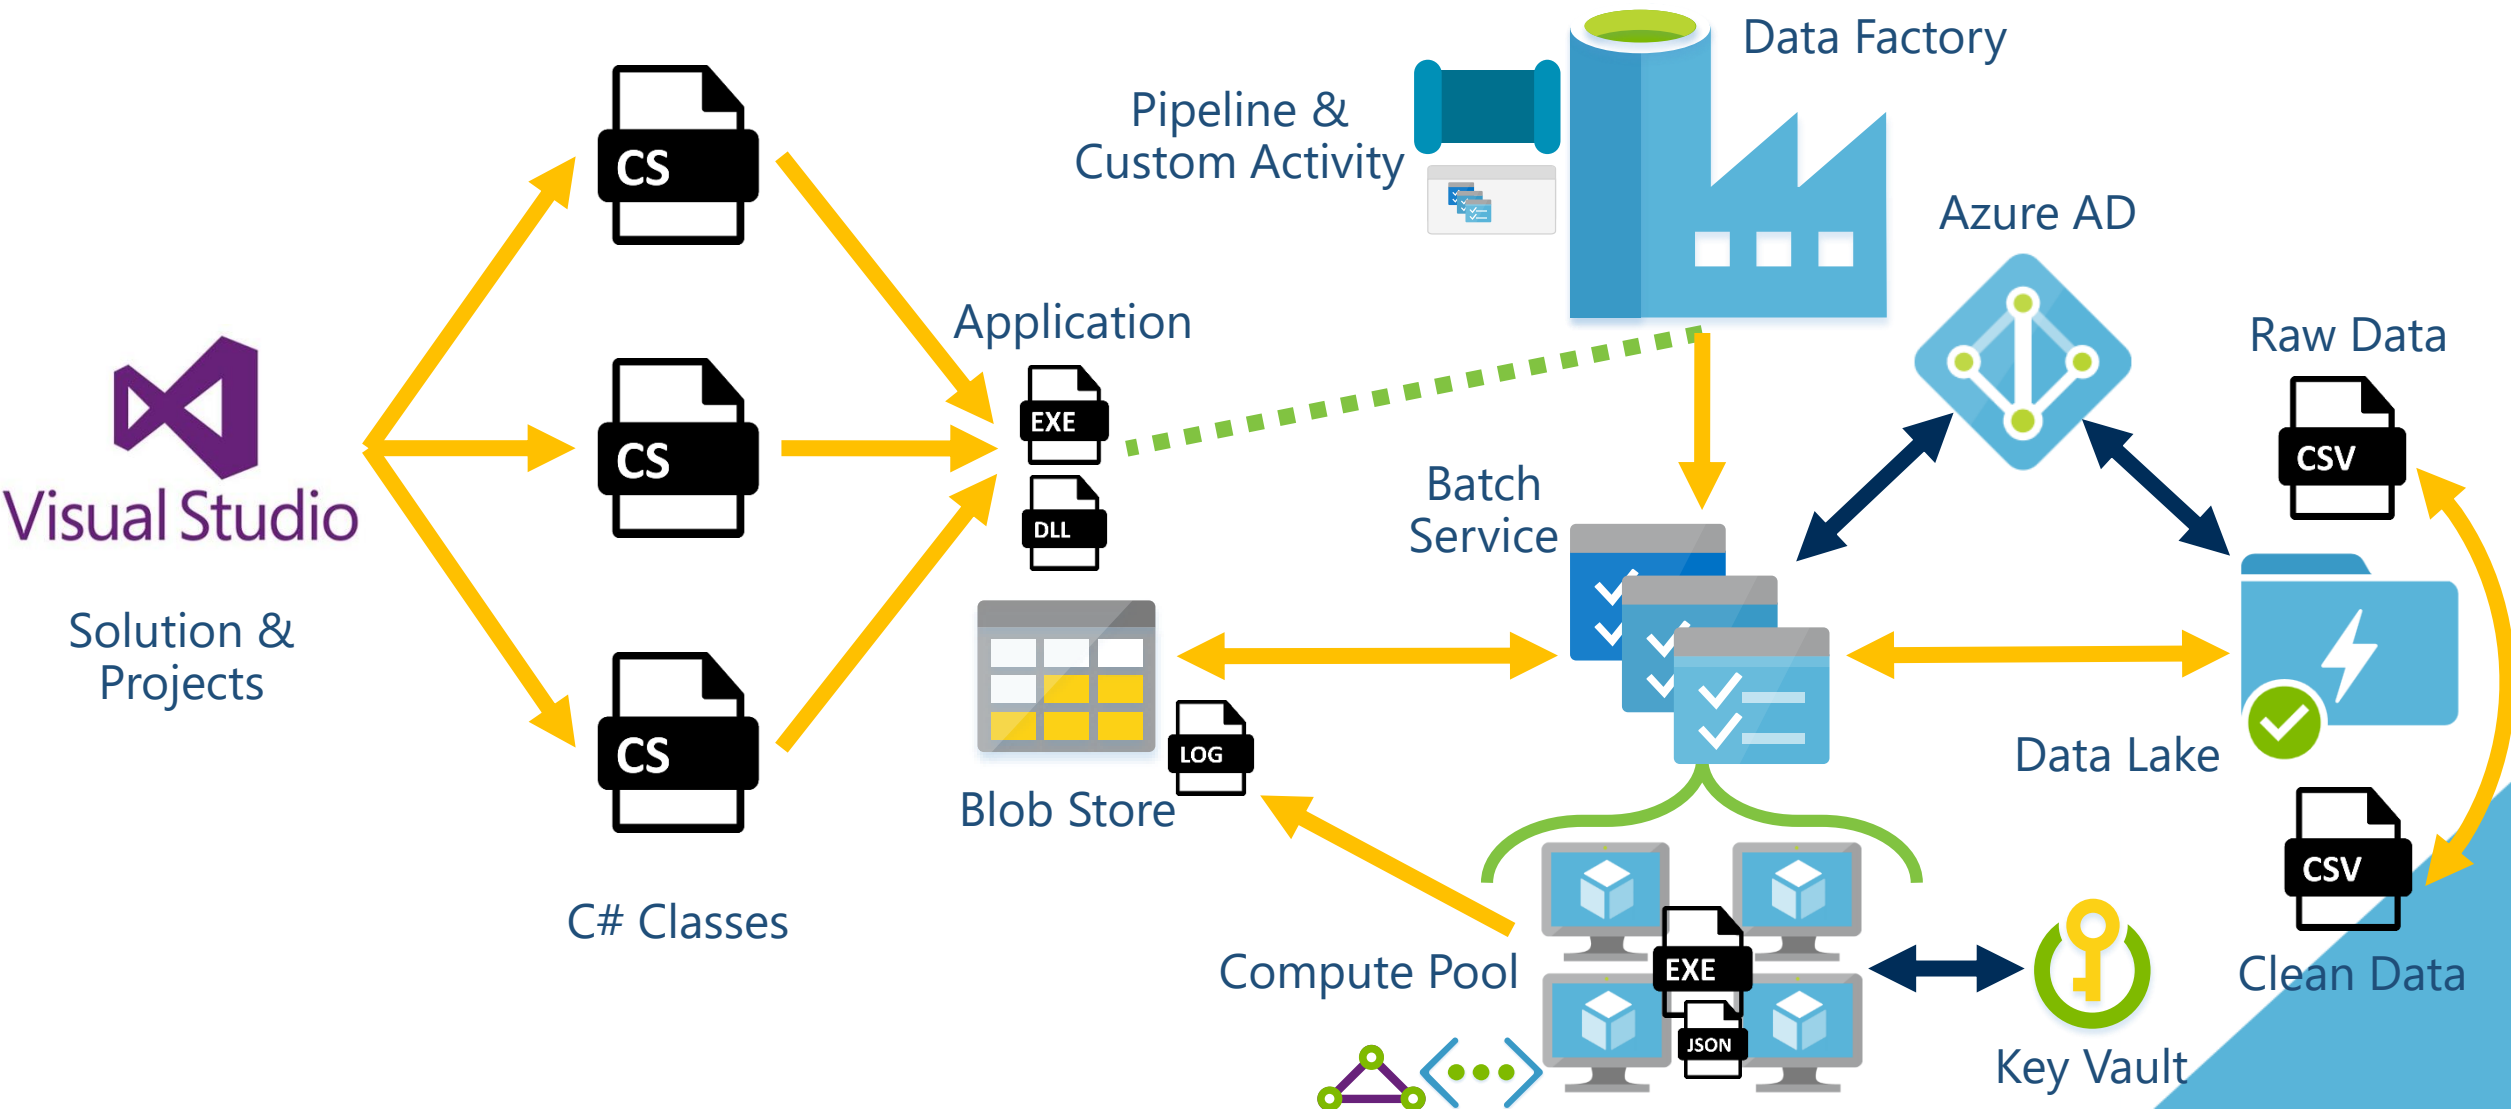 Data Factory
Pipeline &
Custom Activity
CS
Azure AD
Application
Raw Data
EXE
CSV
CS
Visual Studio
DLL
Batch
Service
Solution &
Projects
LOG
Data Lake
CS
Blob Store
CSV
C# Classes
Compute Pool
EXE
Clean Data
JSON
Key Vault